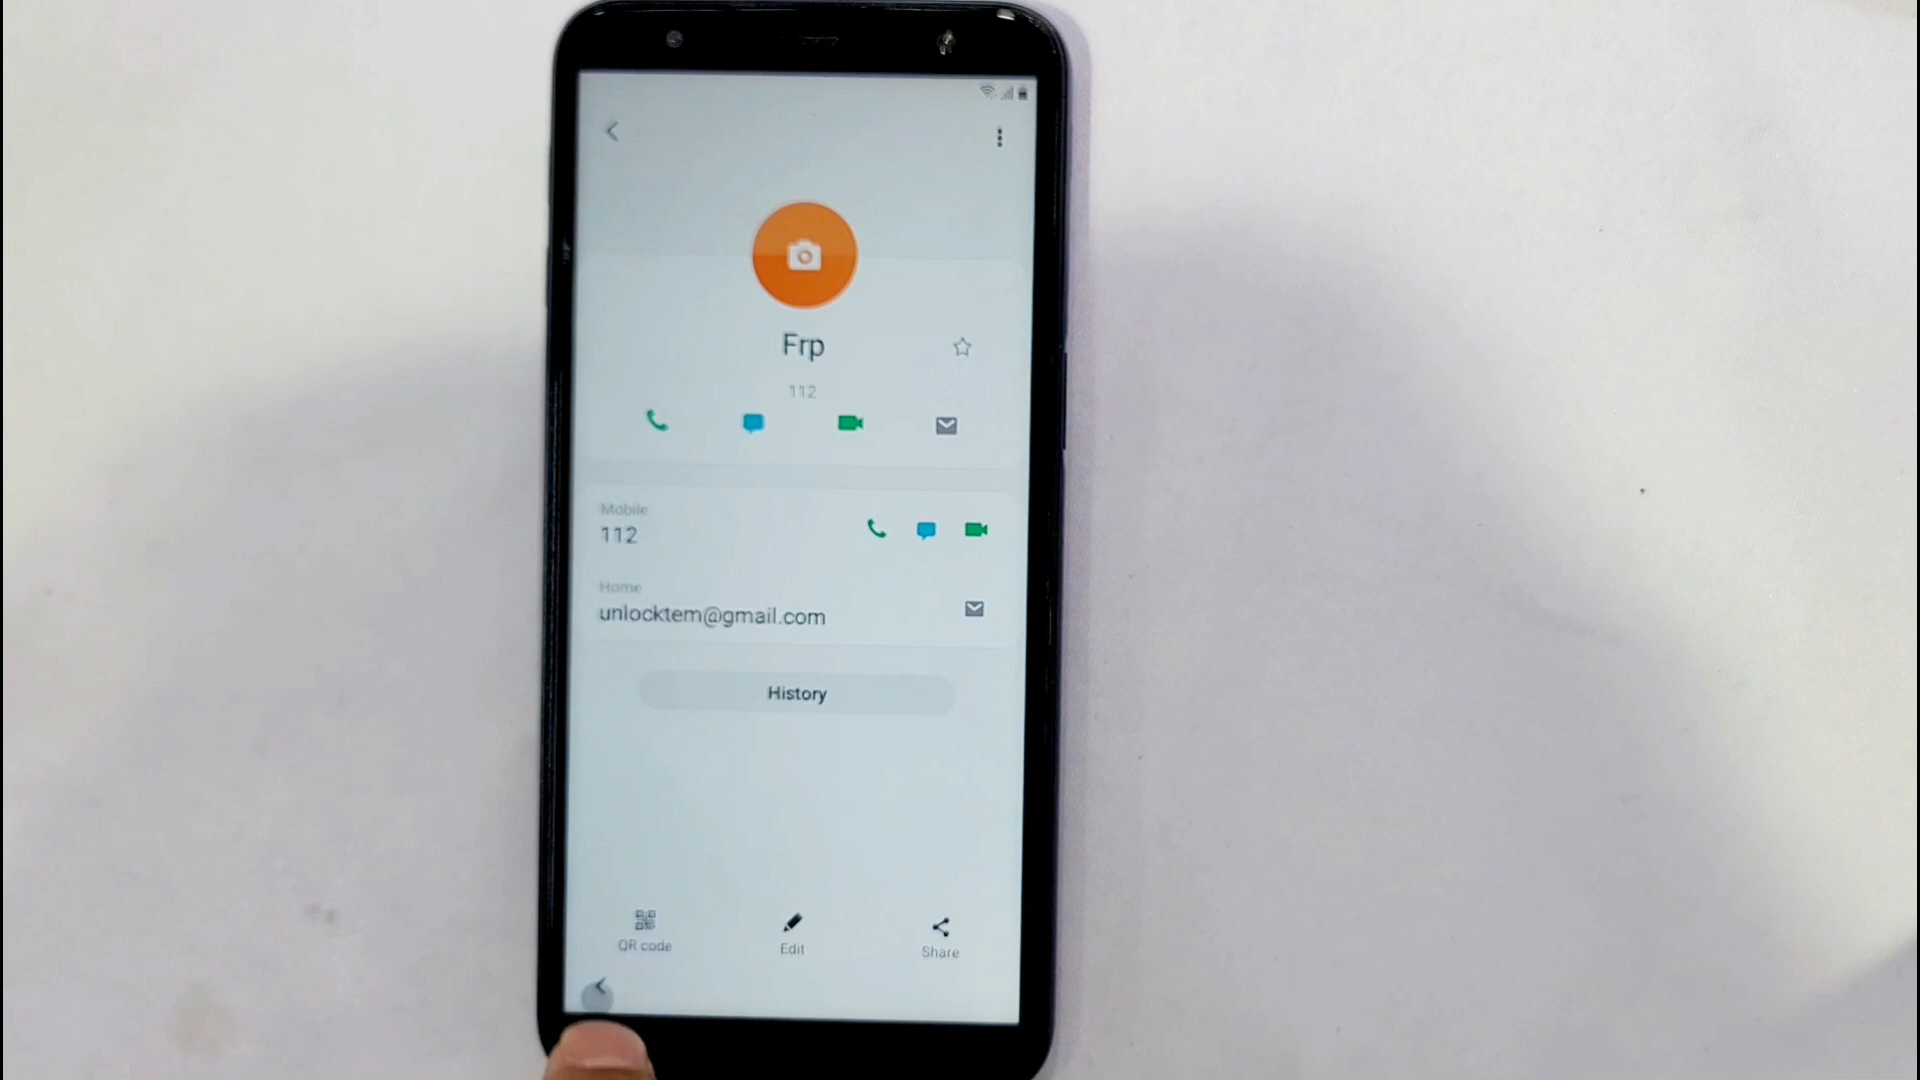 Frp
112
Mobile
112
Home
unlocktem@gmail.com
History
QR code
Edit
Share